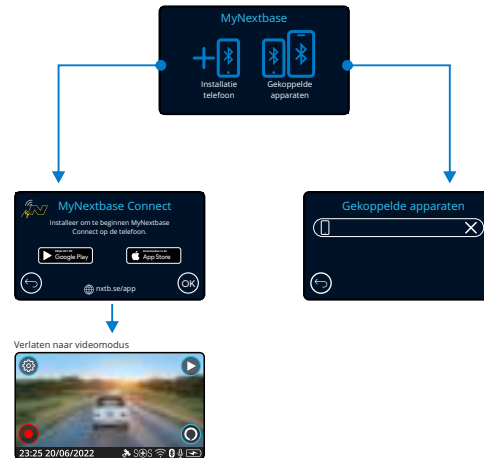 MyNextbase
Installatie
telefoon
Gekoppelde
apparaten
MyNextbase Connect
Installeer om te beginnen MyNextbase
Connect op de telefoon.
Google Play
App Store
nxtb.se/app
OK
Gekoppelde apparaten
Verlaten naar videomodus
23:25 20/06/2022
SOS